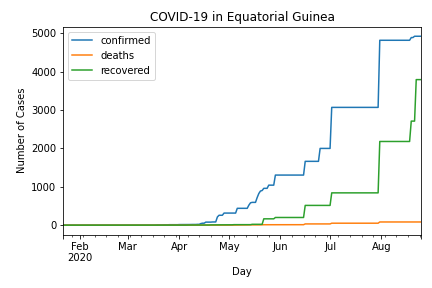 COVID-19 in Equatorial Guinea
confirmed
deaths
recovered
Number of Cases
5000
4000
3000
2000
1000
0
Feb Mar Apr May Jun Jul Aug
2020
Day